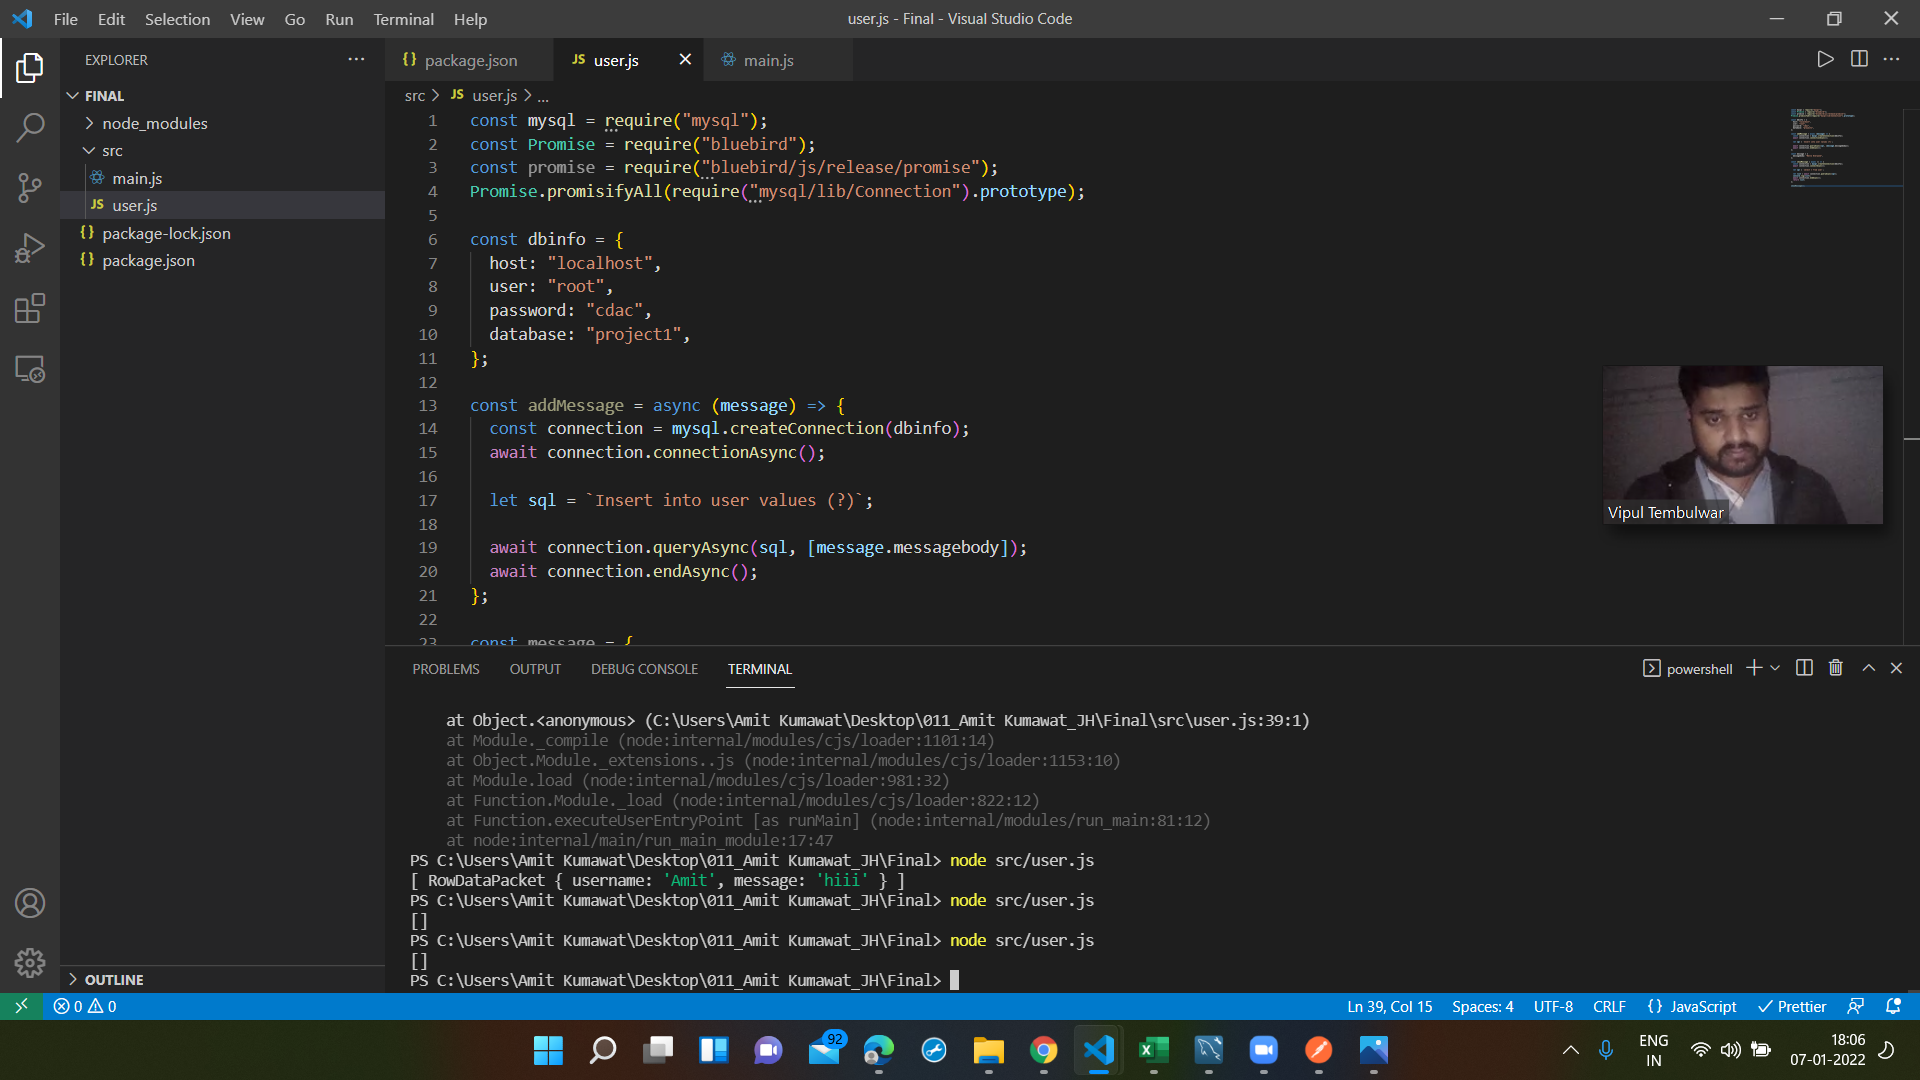 File Edit Selection View Go Run Terminal Help
user.js - Final - Visual Studio Code
EXPLORER
FINAL
node_modules
src
main.js
JS user.js
{} package-lock.json
{} package.json
OUTLINE
{} package.json JS user.js main.js
src > JS user.js > ...
1 const mysql = require("mysql");
2 const Promise = require("bluebird");
3 const promise = require("bluebird/js/release/promise");
4 Promise.promisifyAll(require("mysql/lib/Connection").prototype);
5
6 const dbinfo = {
7 host: "localhost",
8 user: "root",
9 password: "cdac",
10 database: "project1",
11 };
12
13 const addMessage = async (message) => {
14 const connection = mysql.createConnection(dbinfo);
15 await connection.connectionAsync();
16
17 let sql = `Insert into user values (?)`;
18
19 await connection.queryAsync(sql, [message.messagebody]);
20 await connection.endAsync();
21 };
22
23 const message = {
Vipul Tembulwar
PROBLEMS OUTPUT DEBUG CONSOLE TERMINAL
powershell
at Object.<anonymous> (C:\Users\Amit Kumawat\Desktop\011_Amit Kumawat_JH\Final\src\user.js:39:1)
at Module._compile (node:internal/modules/cjs/loader:1101:14)
at Object.Module._extensions..js (node:internal/modules/cjs/loader:1153:10)
at Module.load (node:internal/modules/cjs/loader:981:32)
at Function.Module._load (node:internal/modules/cjs/loader:822:12)
at Function.executeUserEntryPoint [as runMain] (node:internal/modules/run_main:81:12)
at node:internal/main/run_main_module:17:47
PS C:\Users\Amit Kumawat\Desktop\011_Amit Kumawat_JH\Final> node src/user.js
[ RowDataPacket { username: 'Amit', message: 'hiii' } ]
PS C:\Users\Amit Kumawat\Desktop\011_Amit Kumawat_JH\Final> node src/user.js
[]
PS C:\Users\Amit Kumawat\Desktop\011_Amit Kumawat_JH\Final> node src/user.js
[]
PS C:\Users\Amit Kumawat\Desktop\011_Amit Kumawat_JH\Final>
0 0
Ln 39, Col 15 Spaces: 4 UTF-8 CRLF {} JavaScript Prettier
92
ENG
IN
18:06
07-01-2022